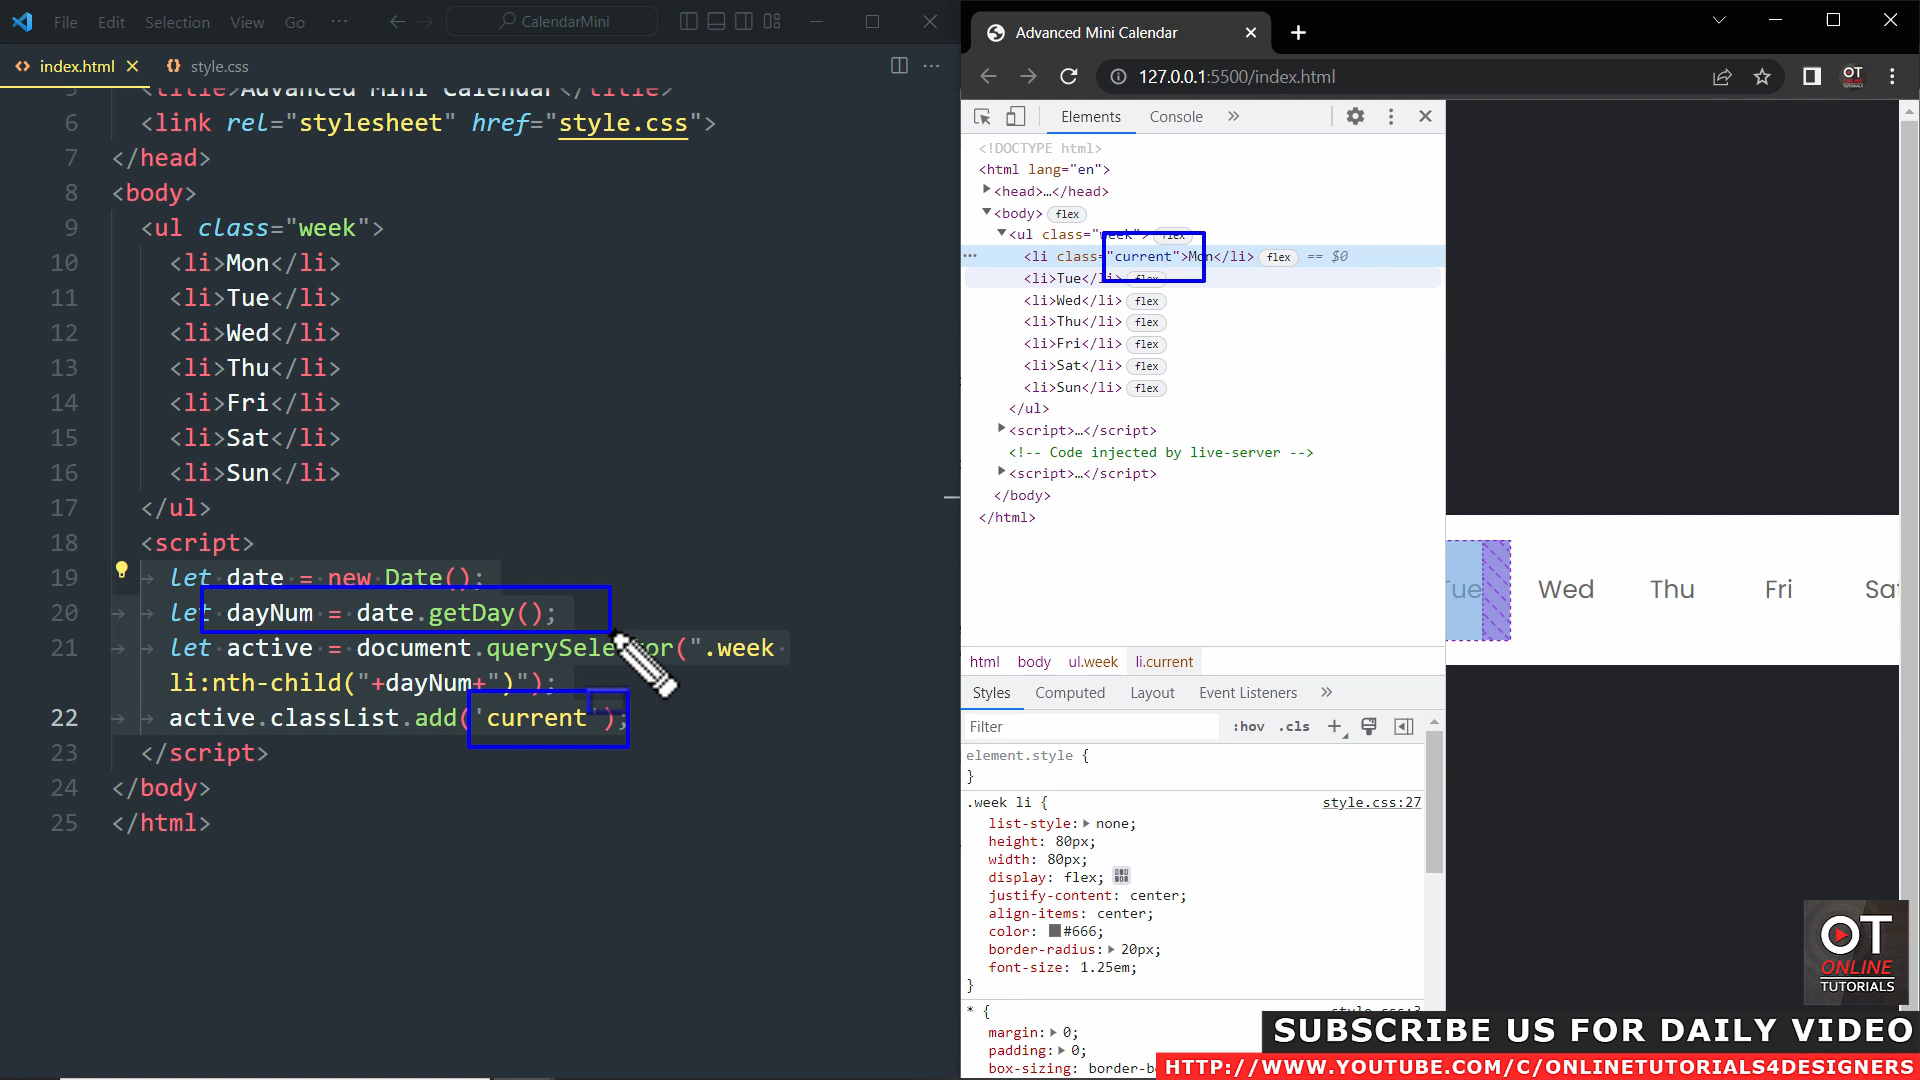 File Edit Selection View Go ··· CalendarMini
index.html style.css
5 <title>Advanced Mini Calendar</title>
6 <link rel="stylesheet" href="style.css">
7 </head>
8 <body>
9 <ul class="week">
10 <li>Mon</li>
11 <li>Tue</li>
12 <li>Wed</li>
13 <li>Thu</li>
14 <li>Fri</li>
15 <li>Sat</li>
16 <li>Sun</li>
17 </ul>
18 <script>
19 let date = new Date();
20 let dayNum = date.getDay();
21 let active = document.querySelector(".week
li:nth-child("+dayNum+")");
22 active.classList.add('current');
23 </script>
24 </body>
25 </html>
Advanced Mini Calendar
127.0.0.1:5500/index.html
Elements Console »
<!DOCTYPE html>
<html lang="en">
<head>…</head>
<body> flex
<ul class="week"> flex
··· <li class="current">Mon</li> flex == $0
<li>Tue</li> flex
<li>Wed</li> flex
<li>Thu</li> flex
<li>Fri</li> flex
<li>Sat</li> flex
<li>Sun</li> flex
</ul>
<script>…</script>
<!-- Code injected by live-server -->
<script>…</script>
</body>
</html>
html body ul.week li.current
Styles Computed Layout Event Listeners »
Filter :hov .cls +
element.style {
}
.week li { style.css:27
list-style: none;
height: 80px;
width: 80px;
display: flex;
justify-content: center;
align-items: center;
color: #666;
border-radius: 20px;
font-size: 1.25em;
}
* { style.css:3
margin: 0;
padding: 0;
box-sizing: border-b
Tue Wed Thu Fri Sat
OT
ONLINE
TUTORIALS
SUBSCRIBE US FOR DAILY VIDEO
HTTP://WWW.YOUTUBE.COM/C/ONLINETUTORIALS4DESIGNERS